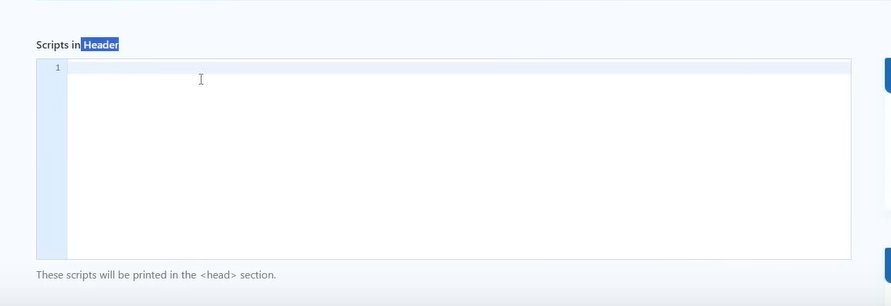 Scripts in Header
1
These scripts will be printed in the <head> section.